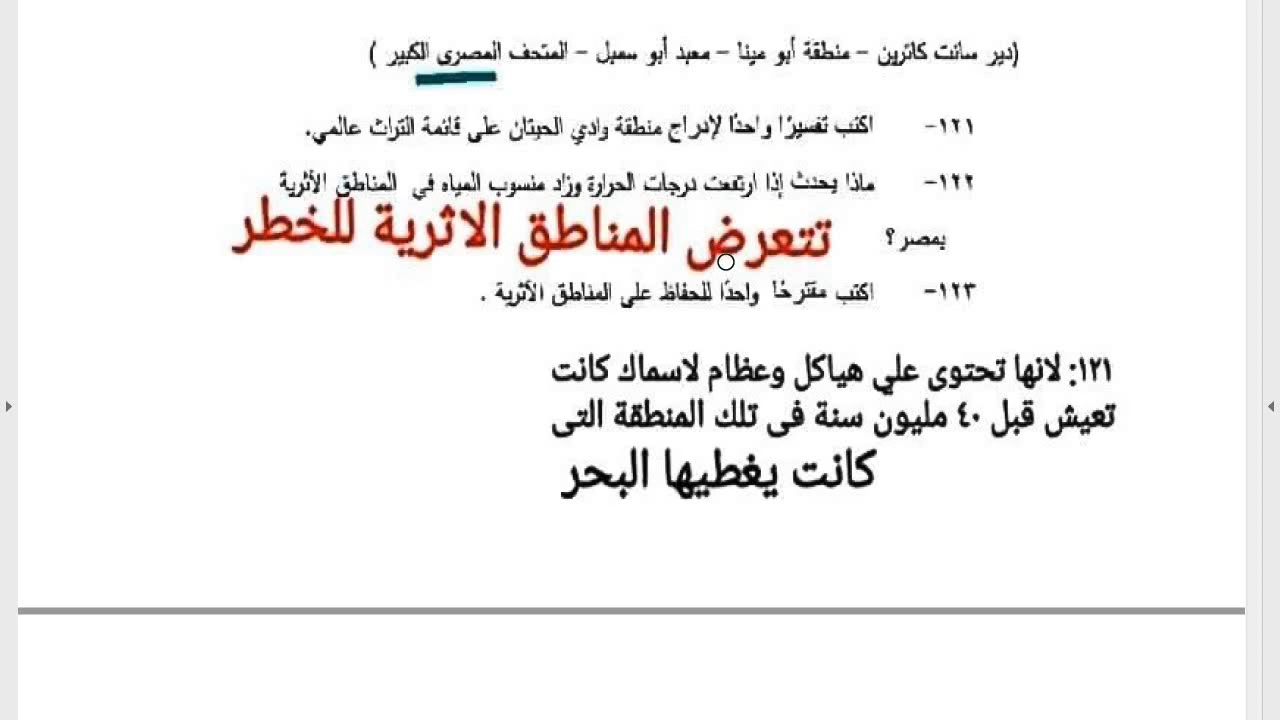 (دير سانت كاترين – منطقة أبو مينا – معبد أبو سمبل – المتحف المصرى الكبير )
١٢١- اكتب تفسيرًا واحدًا لإدراج منطقة وادي الحيتان على قائمة التراث عالمي.
١٢٢- ماذا يحدث إذا ارتفعت درجات الحرارة وزاد منسوب المياه في المناطق الأثرية
بمصر؟ تتعرض المناطق الاثرية للخطر
١٢٣- اكتب مقترحًا واحدًا للحفاظ على المناطق الأثرية .
١٢١: لانها تحتوى علي هياكل وعظام لاسماك كانت
تعيش قبل ٤٠ مليون سنة فى تلك المنطقة التى
كانت يغطيها البحر